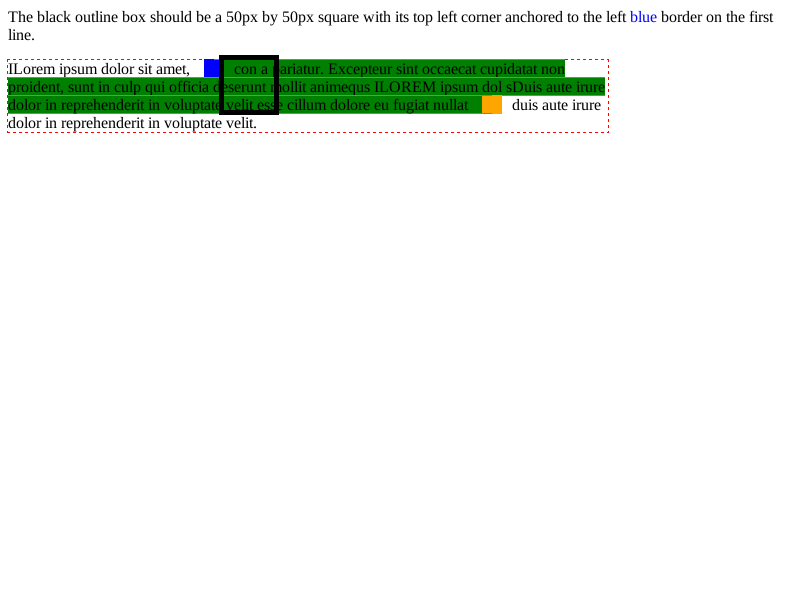 The black outline box should be a 50px by 50px square with its top left corner anchored to the left blue border on the first
line.
ILorem ipsum dolor sit amet, con a pariatur. Excepteur sint occaecat cupidatat non
proident, sunt in culp qui officia deserunt mollit animequs ILOREM ipsum dol sDuis aute irure
dolor in reprehenderit in voluptate velit esse cillum dolore eu fugiat nullat duis aute irure
dolor in reprehenderit in voluptate velit.